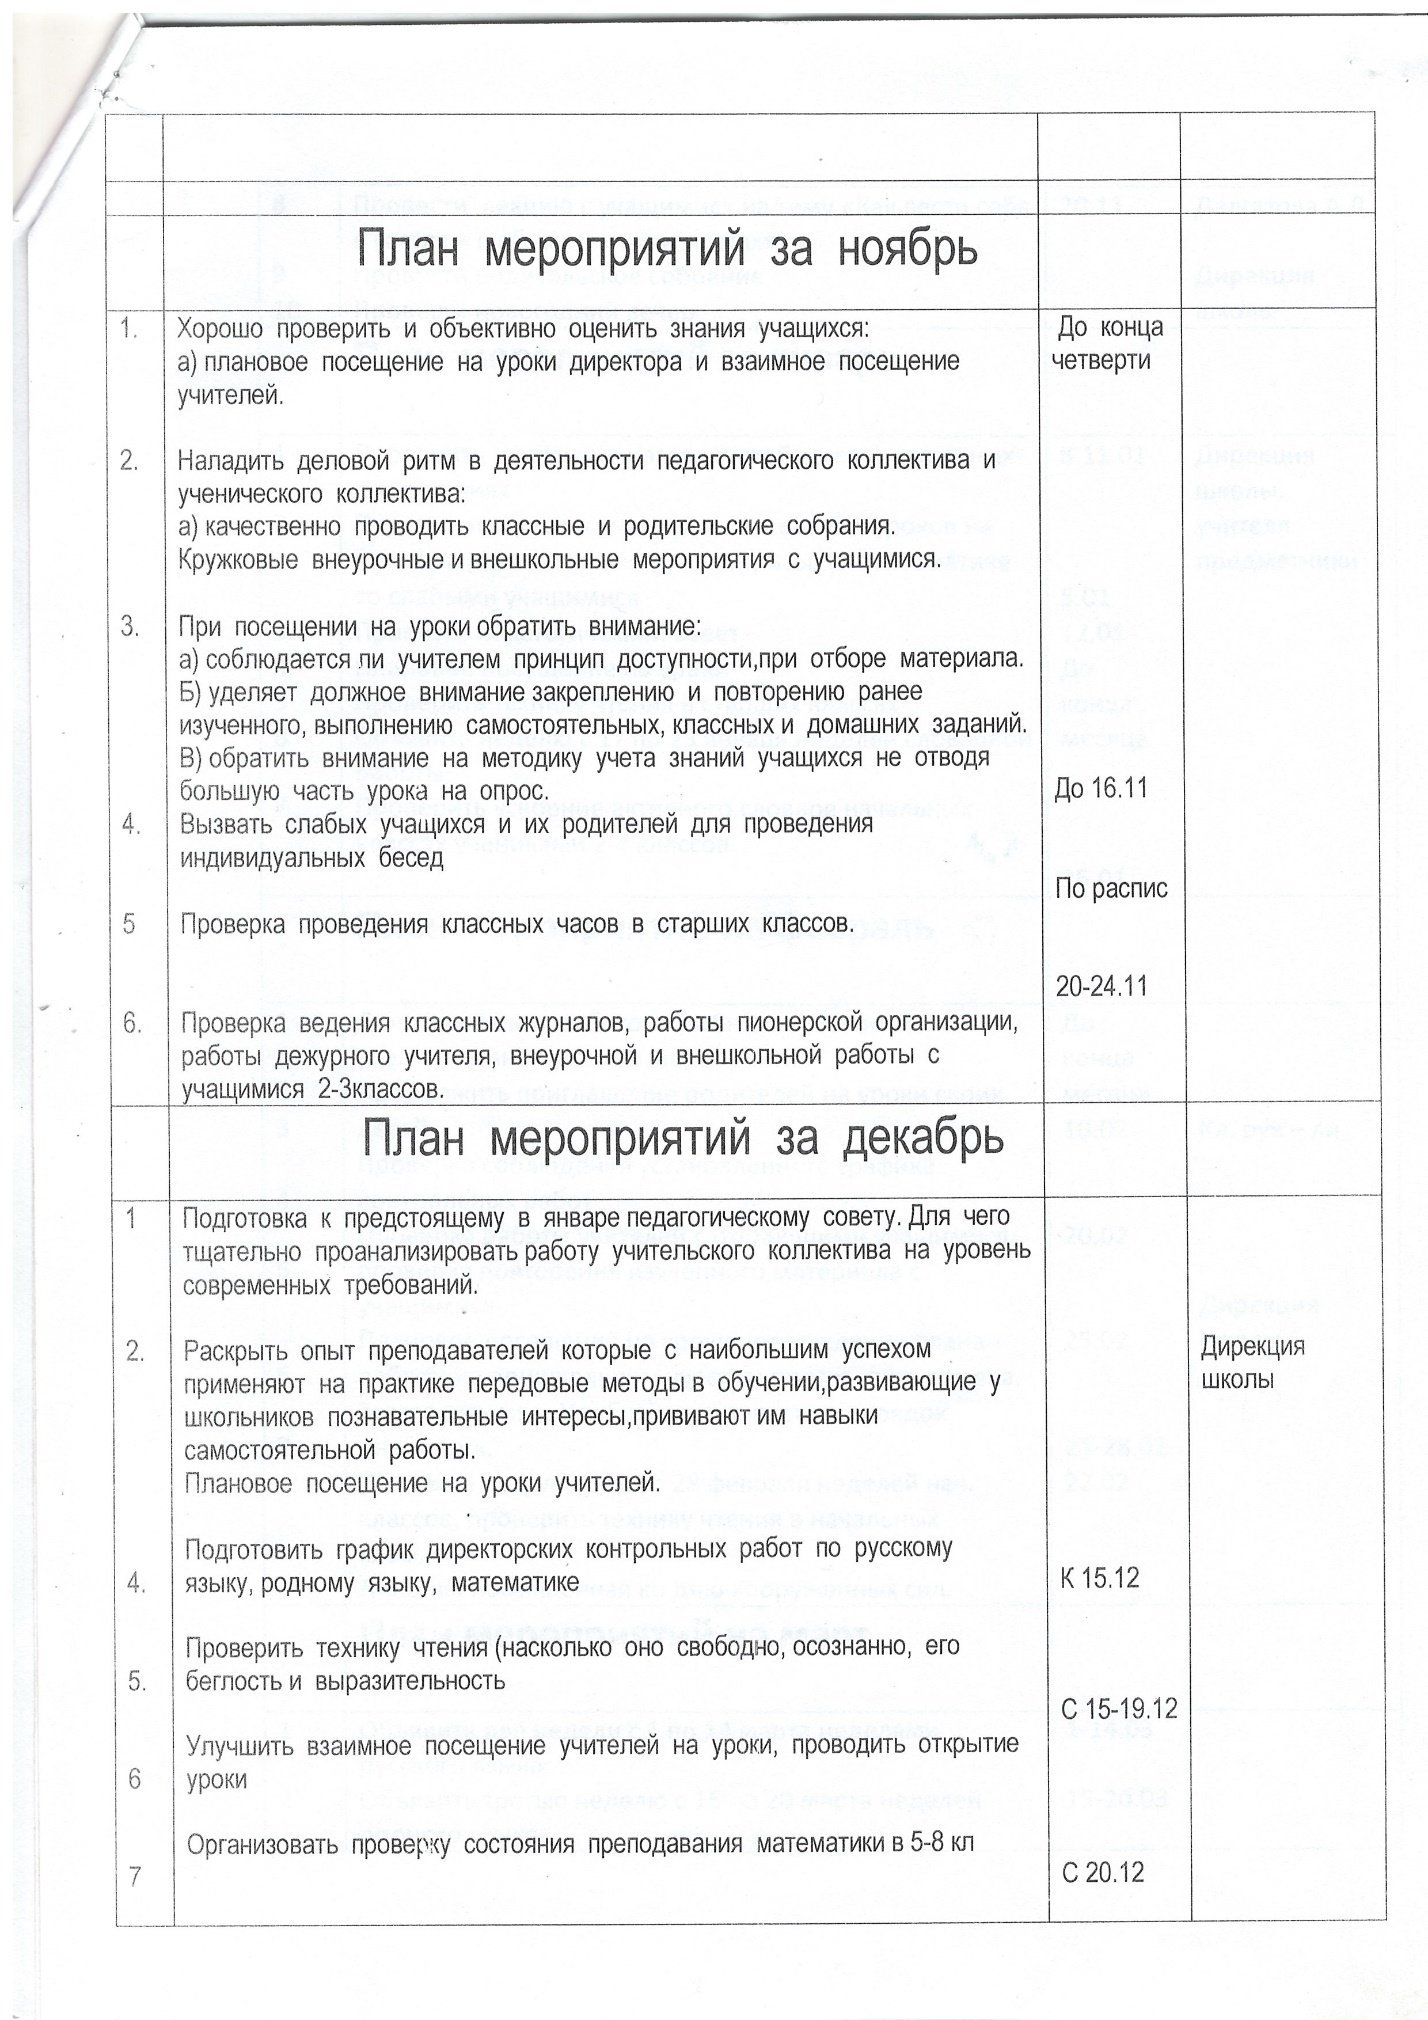 План мероприятий за ноябрь
1. Хорошо проверить и объективно оценить знания учащихся: До конца
а) плановое посещение на уроки директора и взаимное посещение четверти
учителей.
2. Наладить деловой ритм в деятельности педагогического коллектива и
ученического коллектива:
а) качественно проводить классные и родительские собрания.
Кружковые внеурочные и внешкольные мероприятия с учащимися.
3. При посещении на уроки обратить внимание:
а) соблюдается ли учителем принцип доступности,при отборе материала.
Б) уделяет должное внимание закреплению и повторению ранее
изученного, выполнению самостоятельных, классных и домашних заданий.
В) обратить внимание на методику учета знаний учащихся не отводя
большую часть урока на опрос. До 16.11
4. Вызвать слабых учащихся и их родителей для проведения
индивидуальных бесед
По распис
5 Проверка проведения классных часов в старших классов.
20-24.11
6. Проверка ведения классных журналов, работы пионерской организации,
работы дежурного учителя, внеурочной и внешкольной работы с
учащимися 2-3классов.
План мероприятий за декабрь
1 Подготовка к предстоящему в январе педагогическому совету. Для чего
тщательно проанализировать работу учительского коллектива на уровень
современных требований.
2. Раскрыть опыт преподавателей которые с наибольшим успехом Дирекция
применяют на практике передовые методы в обучении,развивающие у школы
школьников познавательные интересы,прививают им навыки
самостоятельной работы.
Плановое посещение на уроки учителей.
Подготовить график директорских контрольных работ по русскому
4. языку, родному языку, математике К 15.12
Проверить технику чтения (насколько оно свободно, осознанно, его
5. беглость и выразительность
С 15-19.12
Улучшить взаимное посещение учителей на уроки, проводить открытие
6 уроки
Организовать проверку состояния преподавания математики в 5-8 кл
7 С 20.12